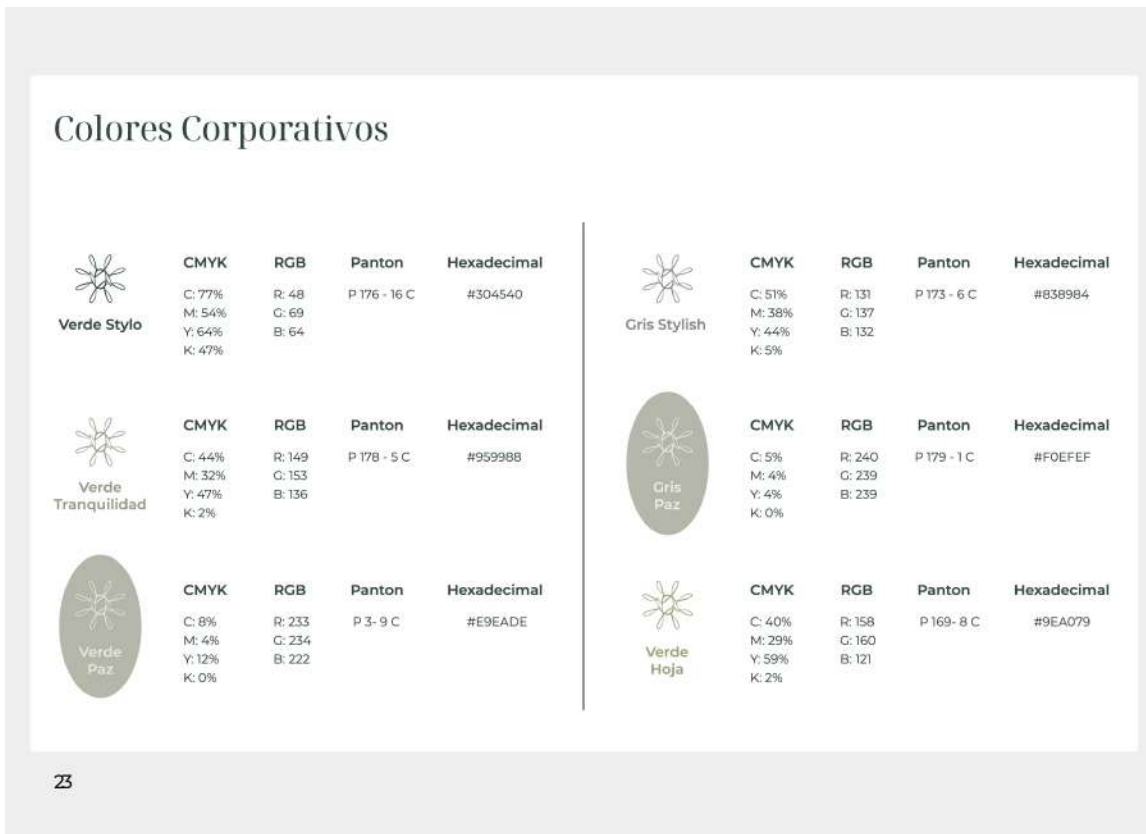 Colores Corporativos
Verde Stylo
CMYK RGB Panton Hexadecimal
C: 77% R: 48 P 176 - 16 C #304540
M: 54% G: 69
Y: 64% B: 64
K: 47%
Verde
Tranquilidad
CMYK RGB Panton Hexadecimal
C: 44% R: 149 P 178 - 5 C #959988
M: 32% G: 153
Y: 47% B: 136
K: 2%
Verde
Paz
CMYK RGB Panton Hexadecimal
C: 8% R: 233 P 3- 9 C #E9EADE
M: 4% G: 234
Y: 12% B: 222
K: 0%
Gris Stylish
CMYK RGB Panton Hexadecimal
C: 51% R: 131 P 173 - 6 C #838984
M: 38% G: 137
Y: 44% B: 132
K: 5%
Gris
Paz
CMYK RGB Panton Hexadecimal
C: 5% R: 240 P 179 - 1 C #F0EFEF
M: 4% G: 239
Y: 4% B: 239
K: 0%
Verde
Hoja
CMYK RGB Panton Hexadecimal
C: 40% R: 158 P 169- 8 C #9EA079
M: 29% G: 160
Y: 59% B: 121
K: 2%
23